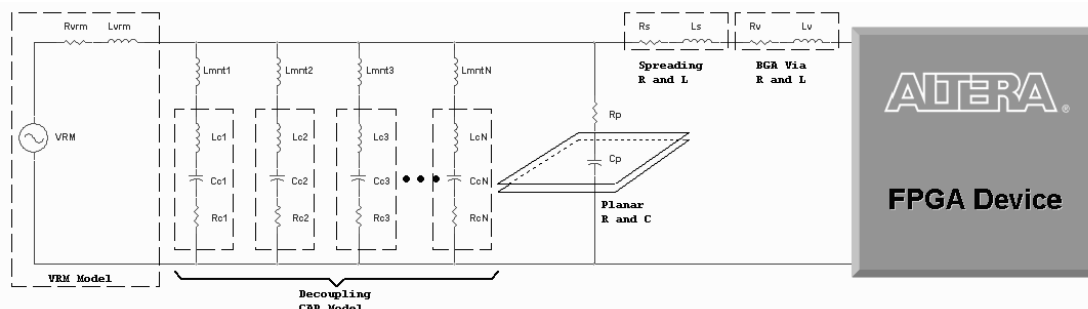 Rvrm Lvrm
Rs Ls
Rv Lv
Lmnt1 Lmnt2 Lmnt3 LmntN
Spreading
R and L
BGA Via
R and L
ALTERA®
Rp
VRM
Lc1 Lc2 Lc3 LcN
Cc1 Cc2 Cc3 CcN
Cp
Rc1 Rc2 Rc3 RcN
Planar
R and C
FPGA Device
VRM Model
Decoupling
CAP Model